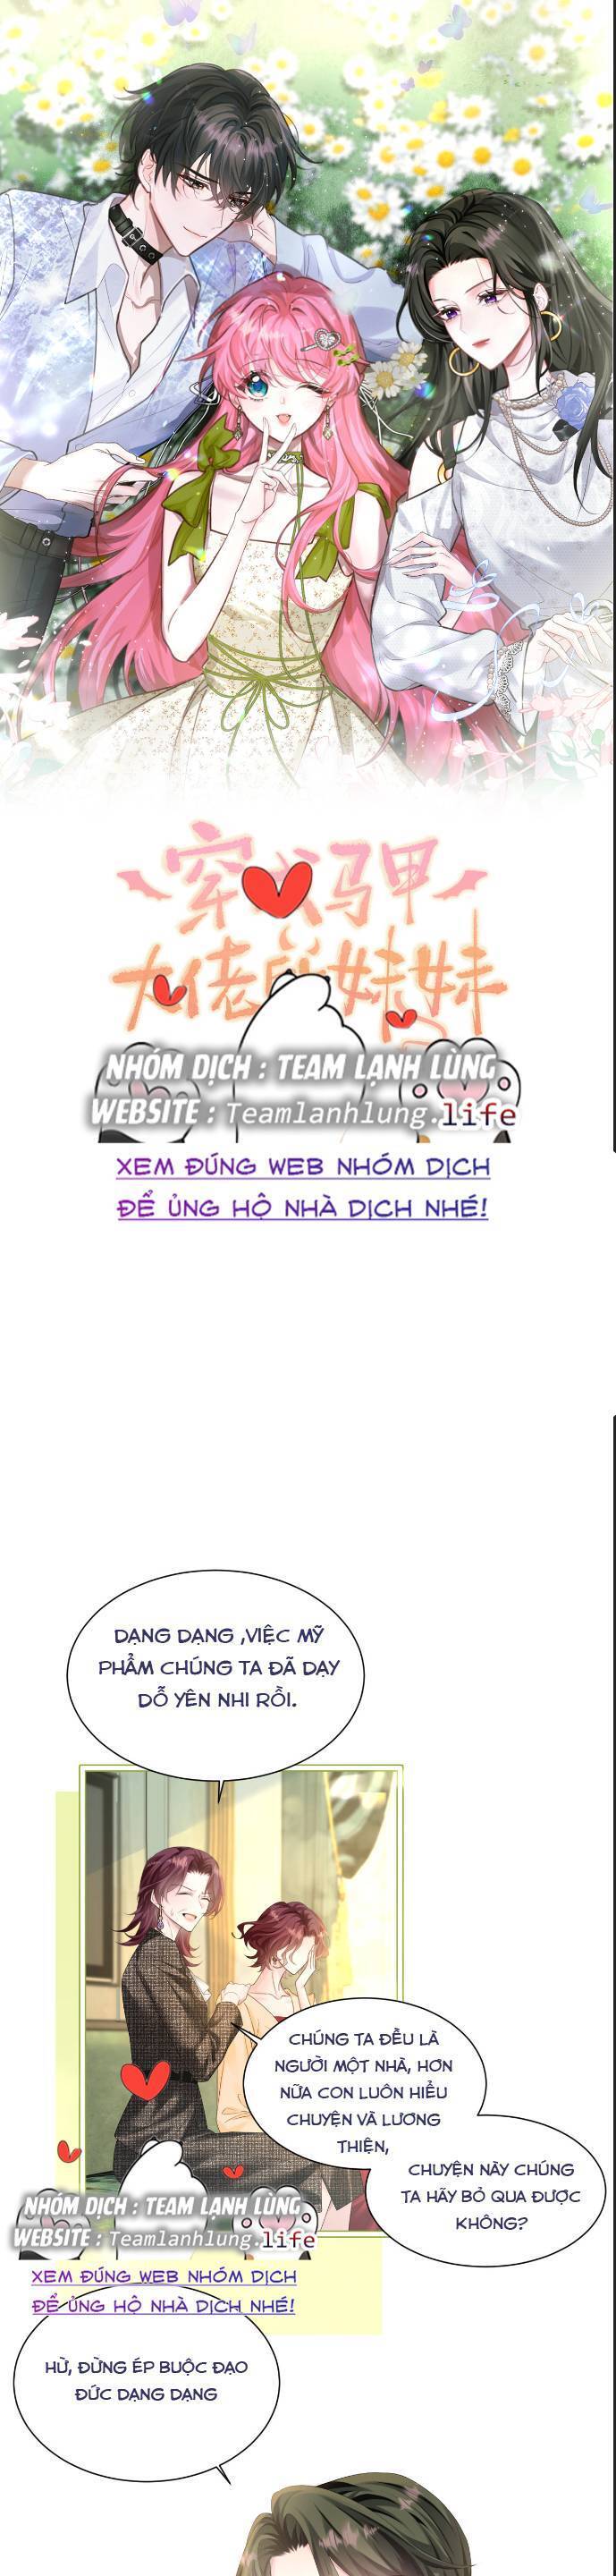 穿成马甲
大佬的妹妹
NHÓM DỊCH : TEAM LẠNH LÙNG
WEBSITE : Teamlanhlung.life
XEM ĐÚNG WEB NHÓM DỊCH
ĐỂ ỦNG HỘ NHÀ DỊCH NHÉ!
DẠNG DẠNG ,VIỆC MỸ
PHẨM CHÚNG TA ĐÃ DẠY
DỖ YÊN NHI RỒI.
CHÚNG TA ĐỀU LÀ
NGƯỜI MỘT NHÀ, HƠN
NỮA CON LUÔN HIỂU
CHUYỆN VÀ LƯƠNG
THIỆN,
CHUYỆN NÀY CHÚNG
TA HÃY BỎ QUA ĐƯỢC
KHÔNG?
NHÓM DỊCH : TEAM LẠNH LÙNG
WEBSITE : Teamlanhlung.life
XEM ĐÚNG WEB NHÓM DỊCH
ĐỂ ỦNG HỘ NHÀ DỊCH NHÉ!
HỪ, ĐỪNG ÉP BUỘC ĐẠO
ĐỨC DẠNG DẠNG